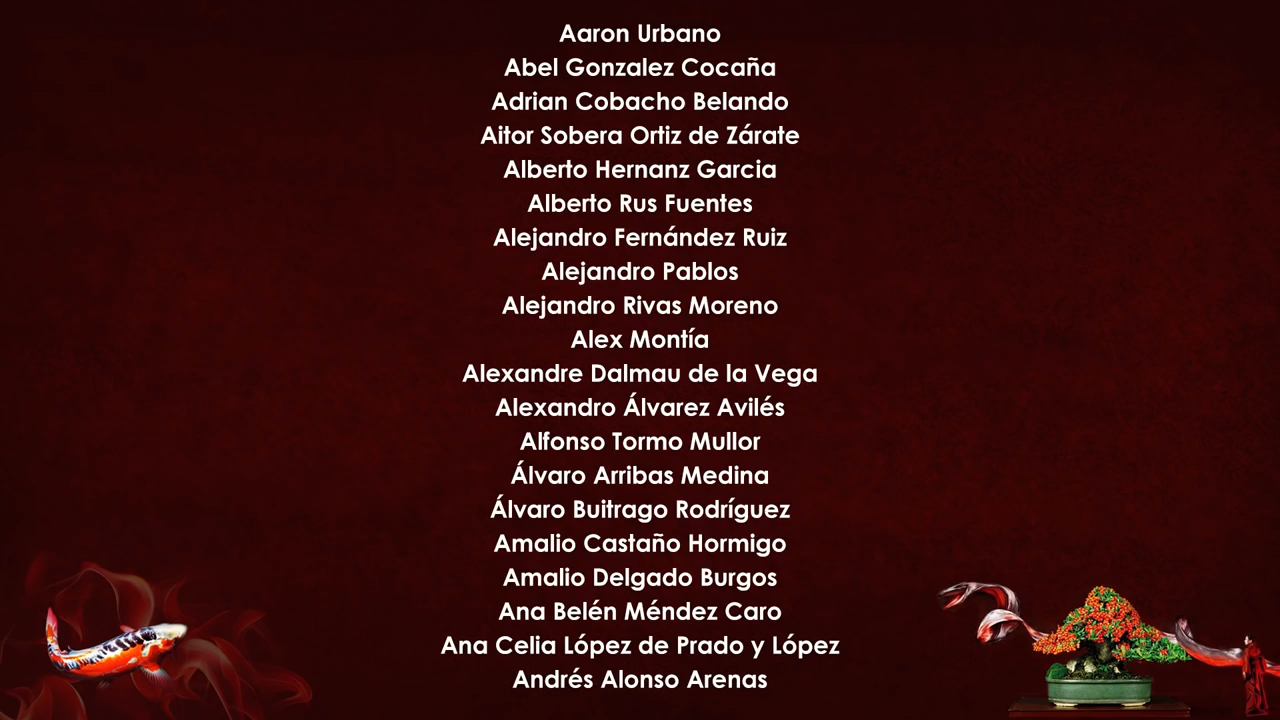 Aaron Urbano
Abel Gonzalez Cocaña
Adrian Cobacho Belando
Aitor Sobera Ortiz de Zárate
Alberto Hernanz Garcia
Alberto Rus Fuentes
Alejandro Fernández Ruiz
Alejandro Pablos
Alejandro Rivas Moreno
Alex Montía
Alexandre Dalmau de la Vega
Alexandro Álvarez Avilés
Alfonso Tormo Mullor
Álvaro Arribas Medina
Álvaro Buitrago Rodríguez
Amalio Castaño Hormigo
Amalio Delgado Burgos
Ana Belén Méndez Caro
Ana Celia López de Prado y López
Andrés Alonso Arenas